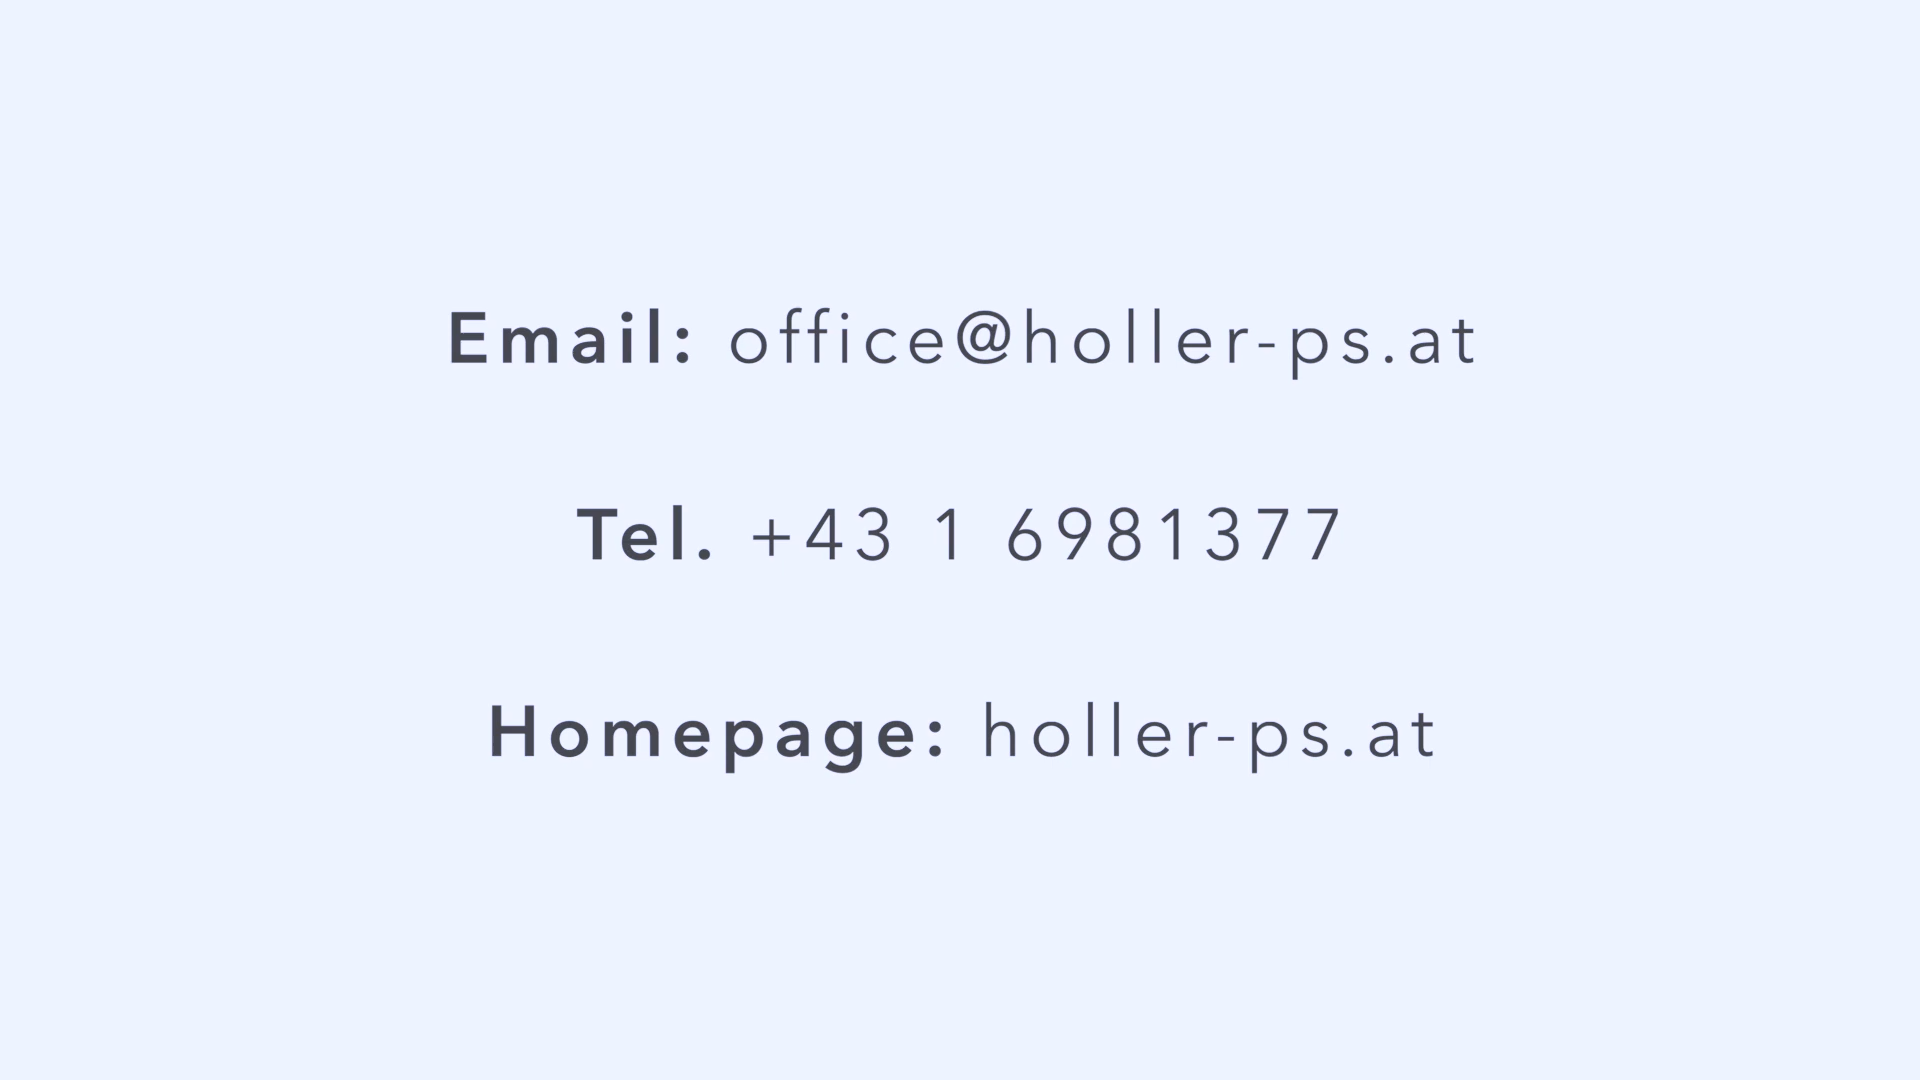 Email: office@holler-ps.at
Tel. +43 1 6981377
Homepage: holler-ps.at